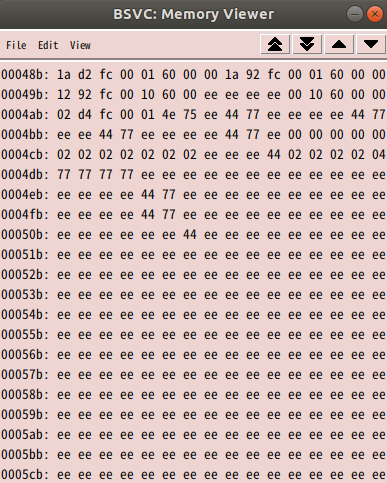 BSVC: Memory Viewer
File Edit View
00048b: 1a d2 fc 00 01 60 00 00 1a 92 fc 00 01 60 00 00
00049b: 12 92 fc 00 10 60 00 ee ee ee ee 00 10 60 00 00
0004ab: 02 d4 fc 00 01 4e 75 ee 44 77 ee ee ee ee 44 77
0004bb: ee ee 44 77 ee ee ee ee 44 77 ee 00 00 00 00 00
0004cb: 02 02 02 02 02 02 02 ee ee ee 44 02 02 02 02 04
0004db: 77 77 77 77 ee ee ee ee ee ee ee ee ee ee ee ee
0004eb: ee ee ee ee 44 77 ee ee ee ee ee ee ee ee ee ee
0004fb: ee ee ee ee 44 77 ee ee ee ee ee ee ee ee ee ee
00050b: ee ee ee ee ee ee 44 ee ee ee ee ee ee ee ee ee
00051b: ee ee ee ee ee ee ee ee ee ee ee ee ee ee ee ee
00052b: ee ee ee ee ee ee ee ee ee ee ee ee ee ee ee ee
00053b: ee ee ee ee ee ee ee ee ee ee ee ee ee ee ee ee
00054b: ee ee ee ee ee ee ee ee ee ee ee ee ee ee ee ee
00055b: ee ee ee ee ee ee ee ee ee ee ee ee ee ee ee ee
00056b: ee ee ee ee ee ee ee ee ee ee ee ee ee ee ee ee
00057b: ee ee ee ee ee ee ee ee ee ee ee ee ee ee ee ee
00058b: ee ee ee ee ee ee ee ee ee ee ee ee ee ee ee ee
00059b: ee ee ee ee ee ee ee ee ee ee ee ee ee ee ee ee
0005ab: ee ee ee ee ee ee ee ee ee ee ee ee ee ee ee ee
0005bb: ee ee ee ee ee ee ee ee ee ee ee ee ee ee ee ee
0005cb: ee ee ee ee ee ee ee ee ee ee ee ee ee ee ee ee